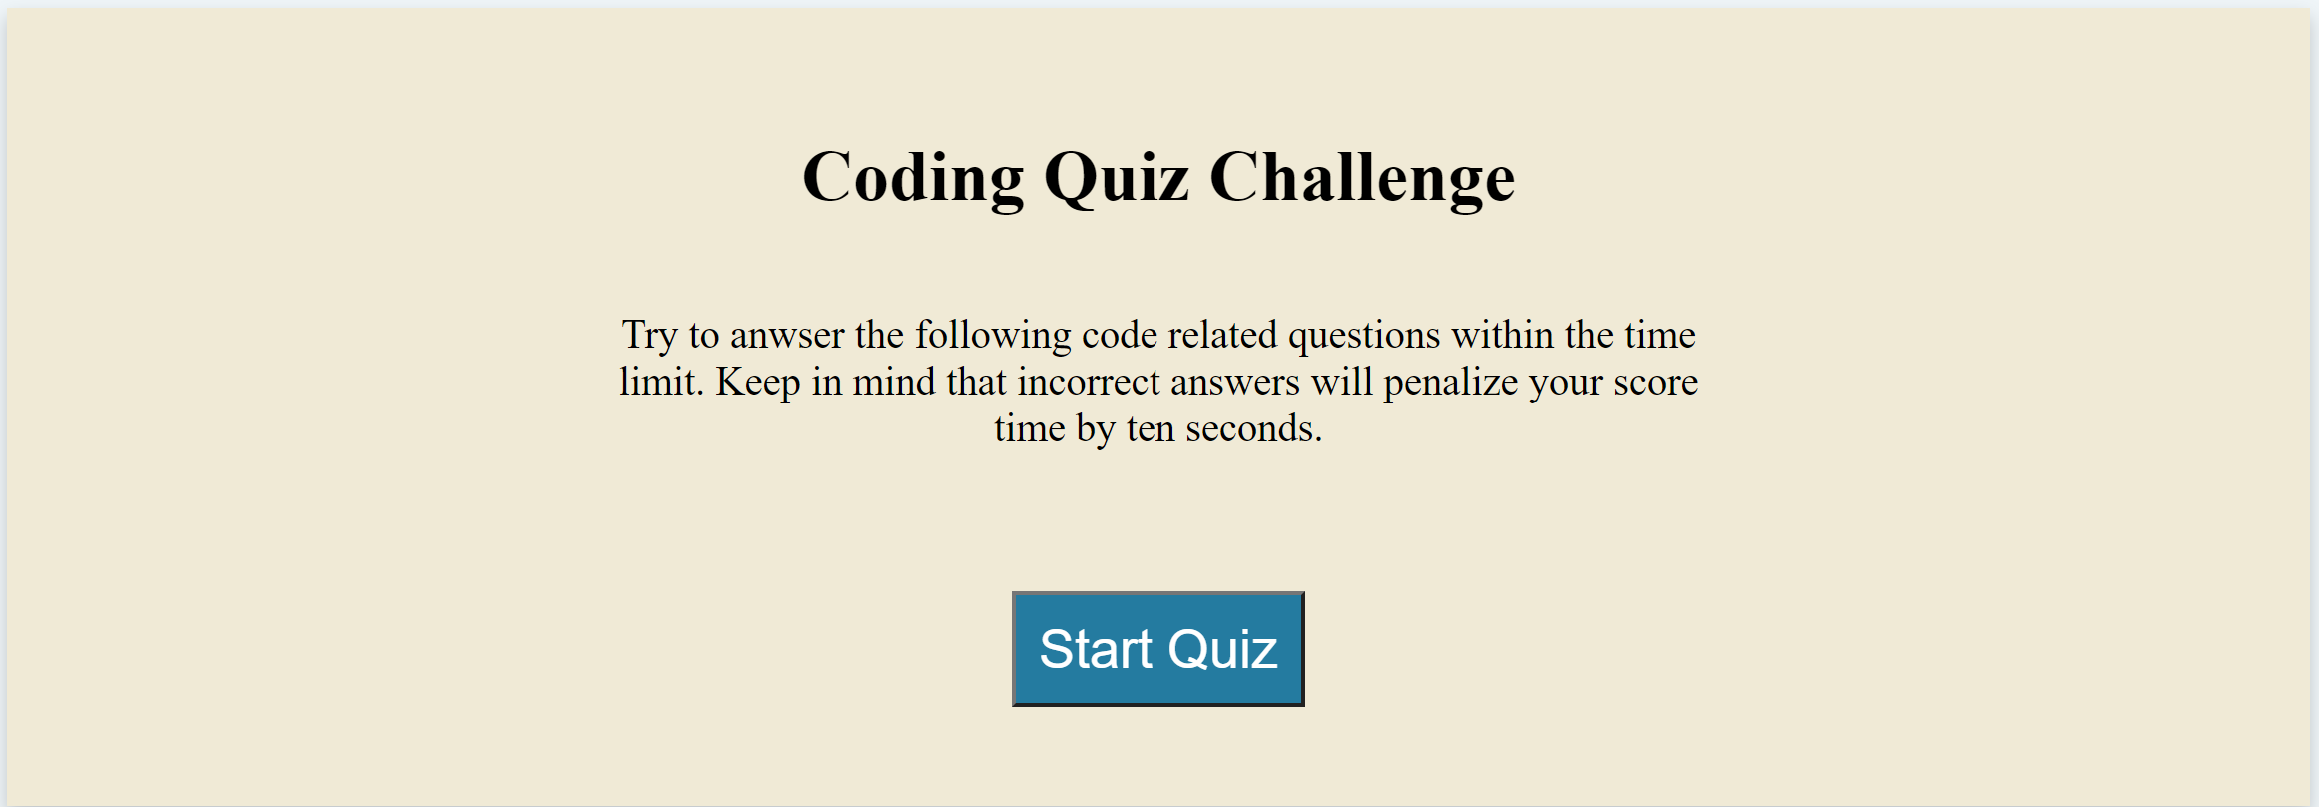 Coding Quiz Challenge
Try to anwser the following code related questions within the time
limit. Keep in mind that incorrect answers will penalize your score
time by ten seconds.
Start Quiz